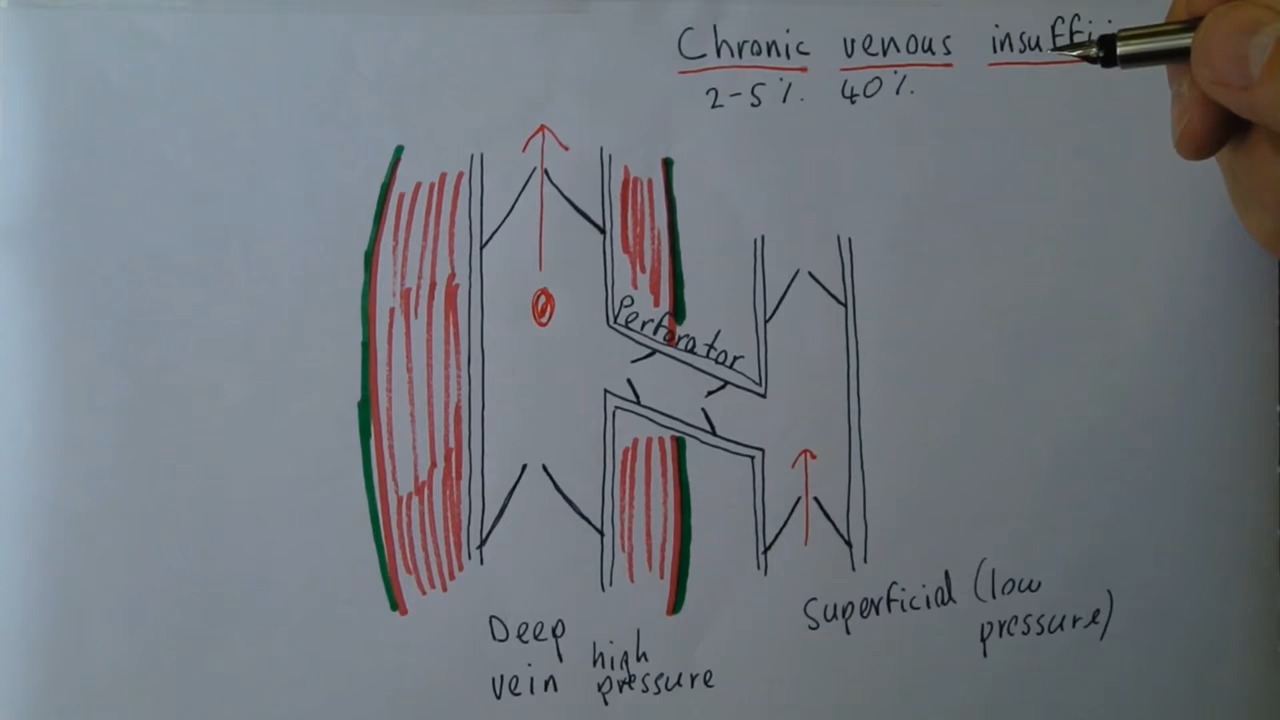 Chronic venous insuffi
2-5% 40%
Perforator
Deep
vein high
pressure
Superficial (low
pressure)